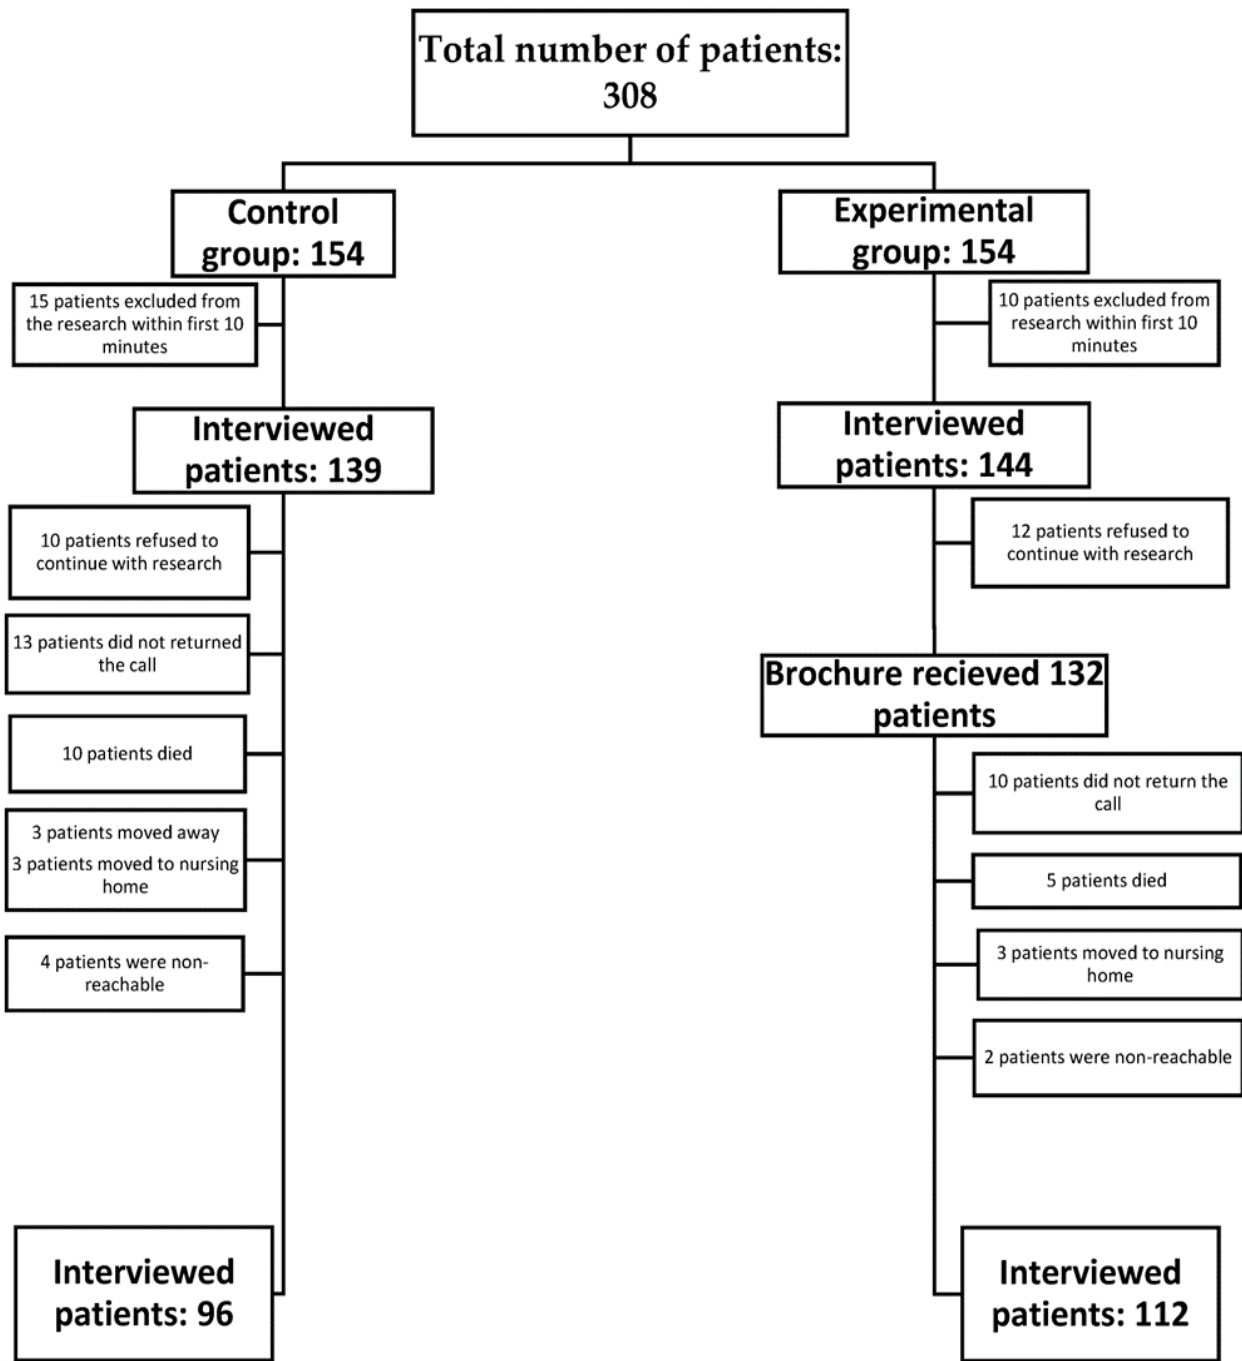 Total number of patients:
308
Control
group: 154
Experimental
group: 154
15 patients excluded from
the research within first 10
minutes
10 patients excluded from
research within first 10
minutes
Interviewed
patients: 139
Interviewed
patients: 144
10 patients refused to
continue with research
12 patients refused to
continue with research
13 patients did not returned
the call
Brochure recieved 132
patients
10 patients died
10 patients did not return the
call
3 patients moved away
3 patients moved to nursing
home
5 patients died
4 patients were non-
reachable
3 patients moved to nursing
home
2 patients were non-reachable
Interviewed
patients: 96
Interviewed
patients: 112